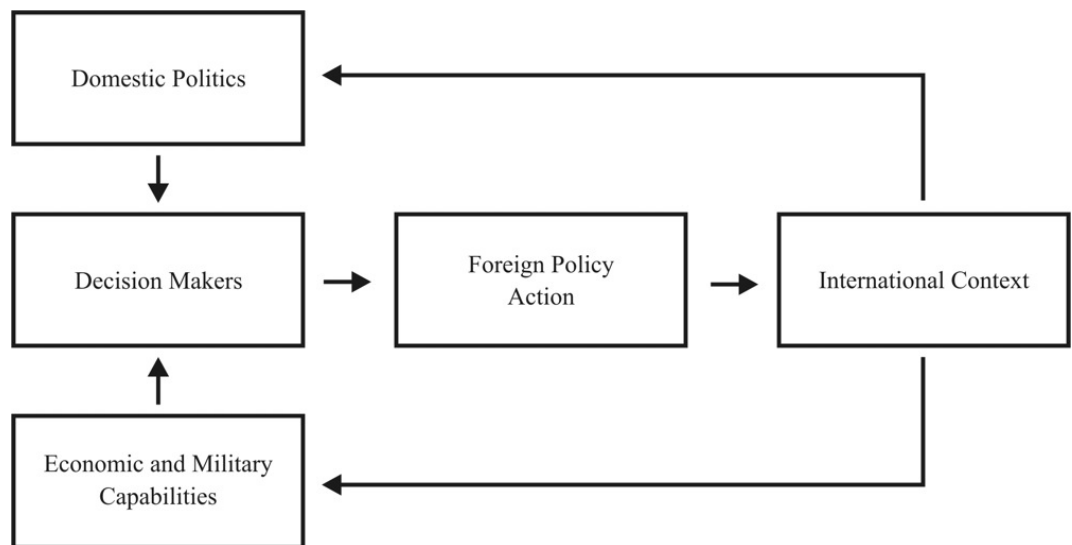 Domestic Politics
Decision Makers
Foreign Policy
Action
International Context
Economic and Military
Capabilities